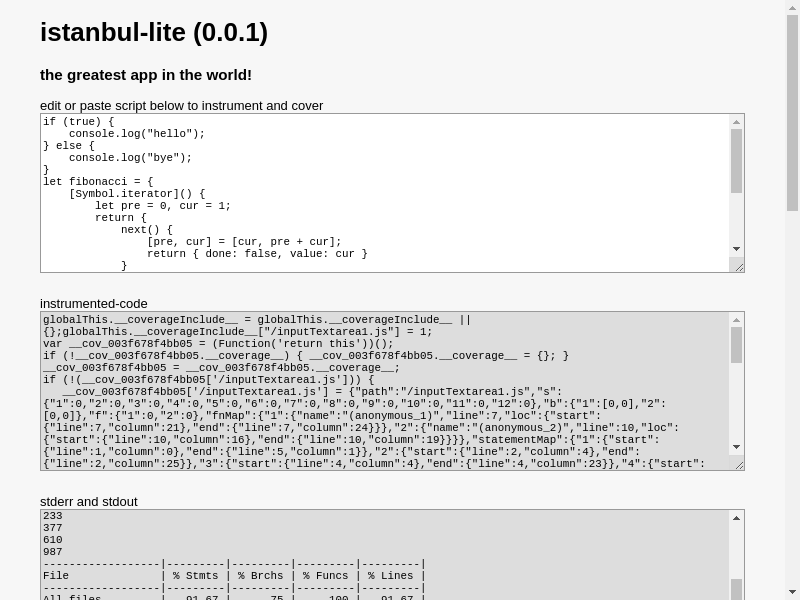 istanbul-lite (0.0.1)
the greatest app in the world!
edit or paste script below to instrument and cover
if (true) {
    console.log("hello");
} else {
    console.log("bye");
}
let fibonacci = {
    [Symbol.iterator]() {
        let pre = 0, cur = 1;
        return {
            next() {
                [pre, cur] = [cur, pre + cur];
                return { done: false, value: cur }
            }
instrumented-code
globalThis.__coverageInclude__ = globalThis.__coverageInclude__ ||
{};globalThis.__coverageInclude__["/inputTextarea1.js"] = 1;
var __cov_003f678f4bb05 = (Function('return this'))();
if (!__cov_003f678f4bb05.__coverage__) { __cov_003f678f4bb05.__coverage__ = {}; }
__cov_003f678f4bb05 = __cov_003f678f4bb05.__coverage__;
if (!(__cov_003f678f4bb05['/inputTextarea1.js'])) {
   __cov_003f678f4bb05['/inputTextarea1.js'] = {"path":"/inputTextarea1.js","s":
{"1":0,"2":0,"3":0,"4":0,"5":0,"6":0,"7":0,"8":0,"9":0,"10":0,"11":0,"12":0},"b":{"1":[0,0],"2":
[0,0]},"f":{"1":0,"2":0},"fnMap":{"1":{"name":"(anonymous_1)","line":7,"loc":{"start":
{"line":7,"column":21},"end":{"line":7,"column":24}}},"2":{"name":"(anonymous_2)","line":10,"loc":
{"start":{"line":10,"column":16},"end":{"line":10,"column":19}}}},"statementMap":{"1":{"start":
{"line":1,"column":0},"end":{"line":5,"column":1}},"2":{"start":{"line":2,"column":4},"end":
{"line":2,"column":25}},"3":{"start":{"line":4,"column":4},"end":{"line":4,"column":23}},"4":{"start":
stderr and stdout
233
377
610
987
------------------|---------|---------|---------|---------|
File              | % Stmts | % Brchs | % Funcs | % Lines |
------------------|---------|---------|---------|---------|
All files         |   91.67 |      75 |     100 |   91.67 |